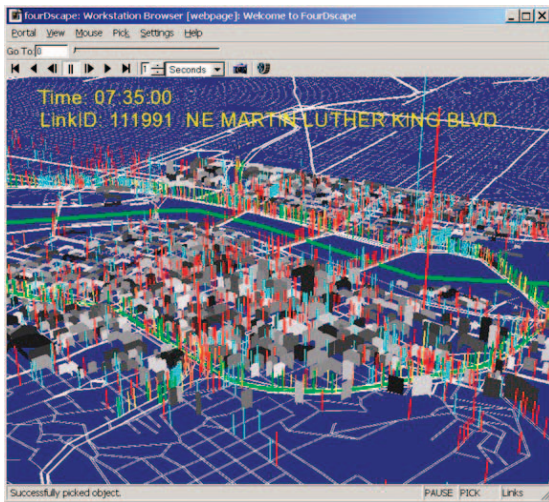 fourDscape: Workstation Browser [webpage]: Welcome to FourDscape
Portal View Mouse Pick Settings Help
Go To: 0
1 Seconds
Time: 07:35:00
LinkID: 111991 NE MARTIN LUTHER KING BLVD
Successfully picked object. PAUSE PICK Links